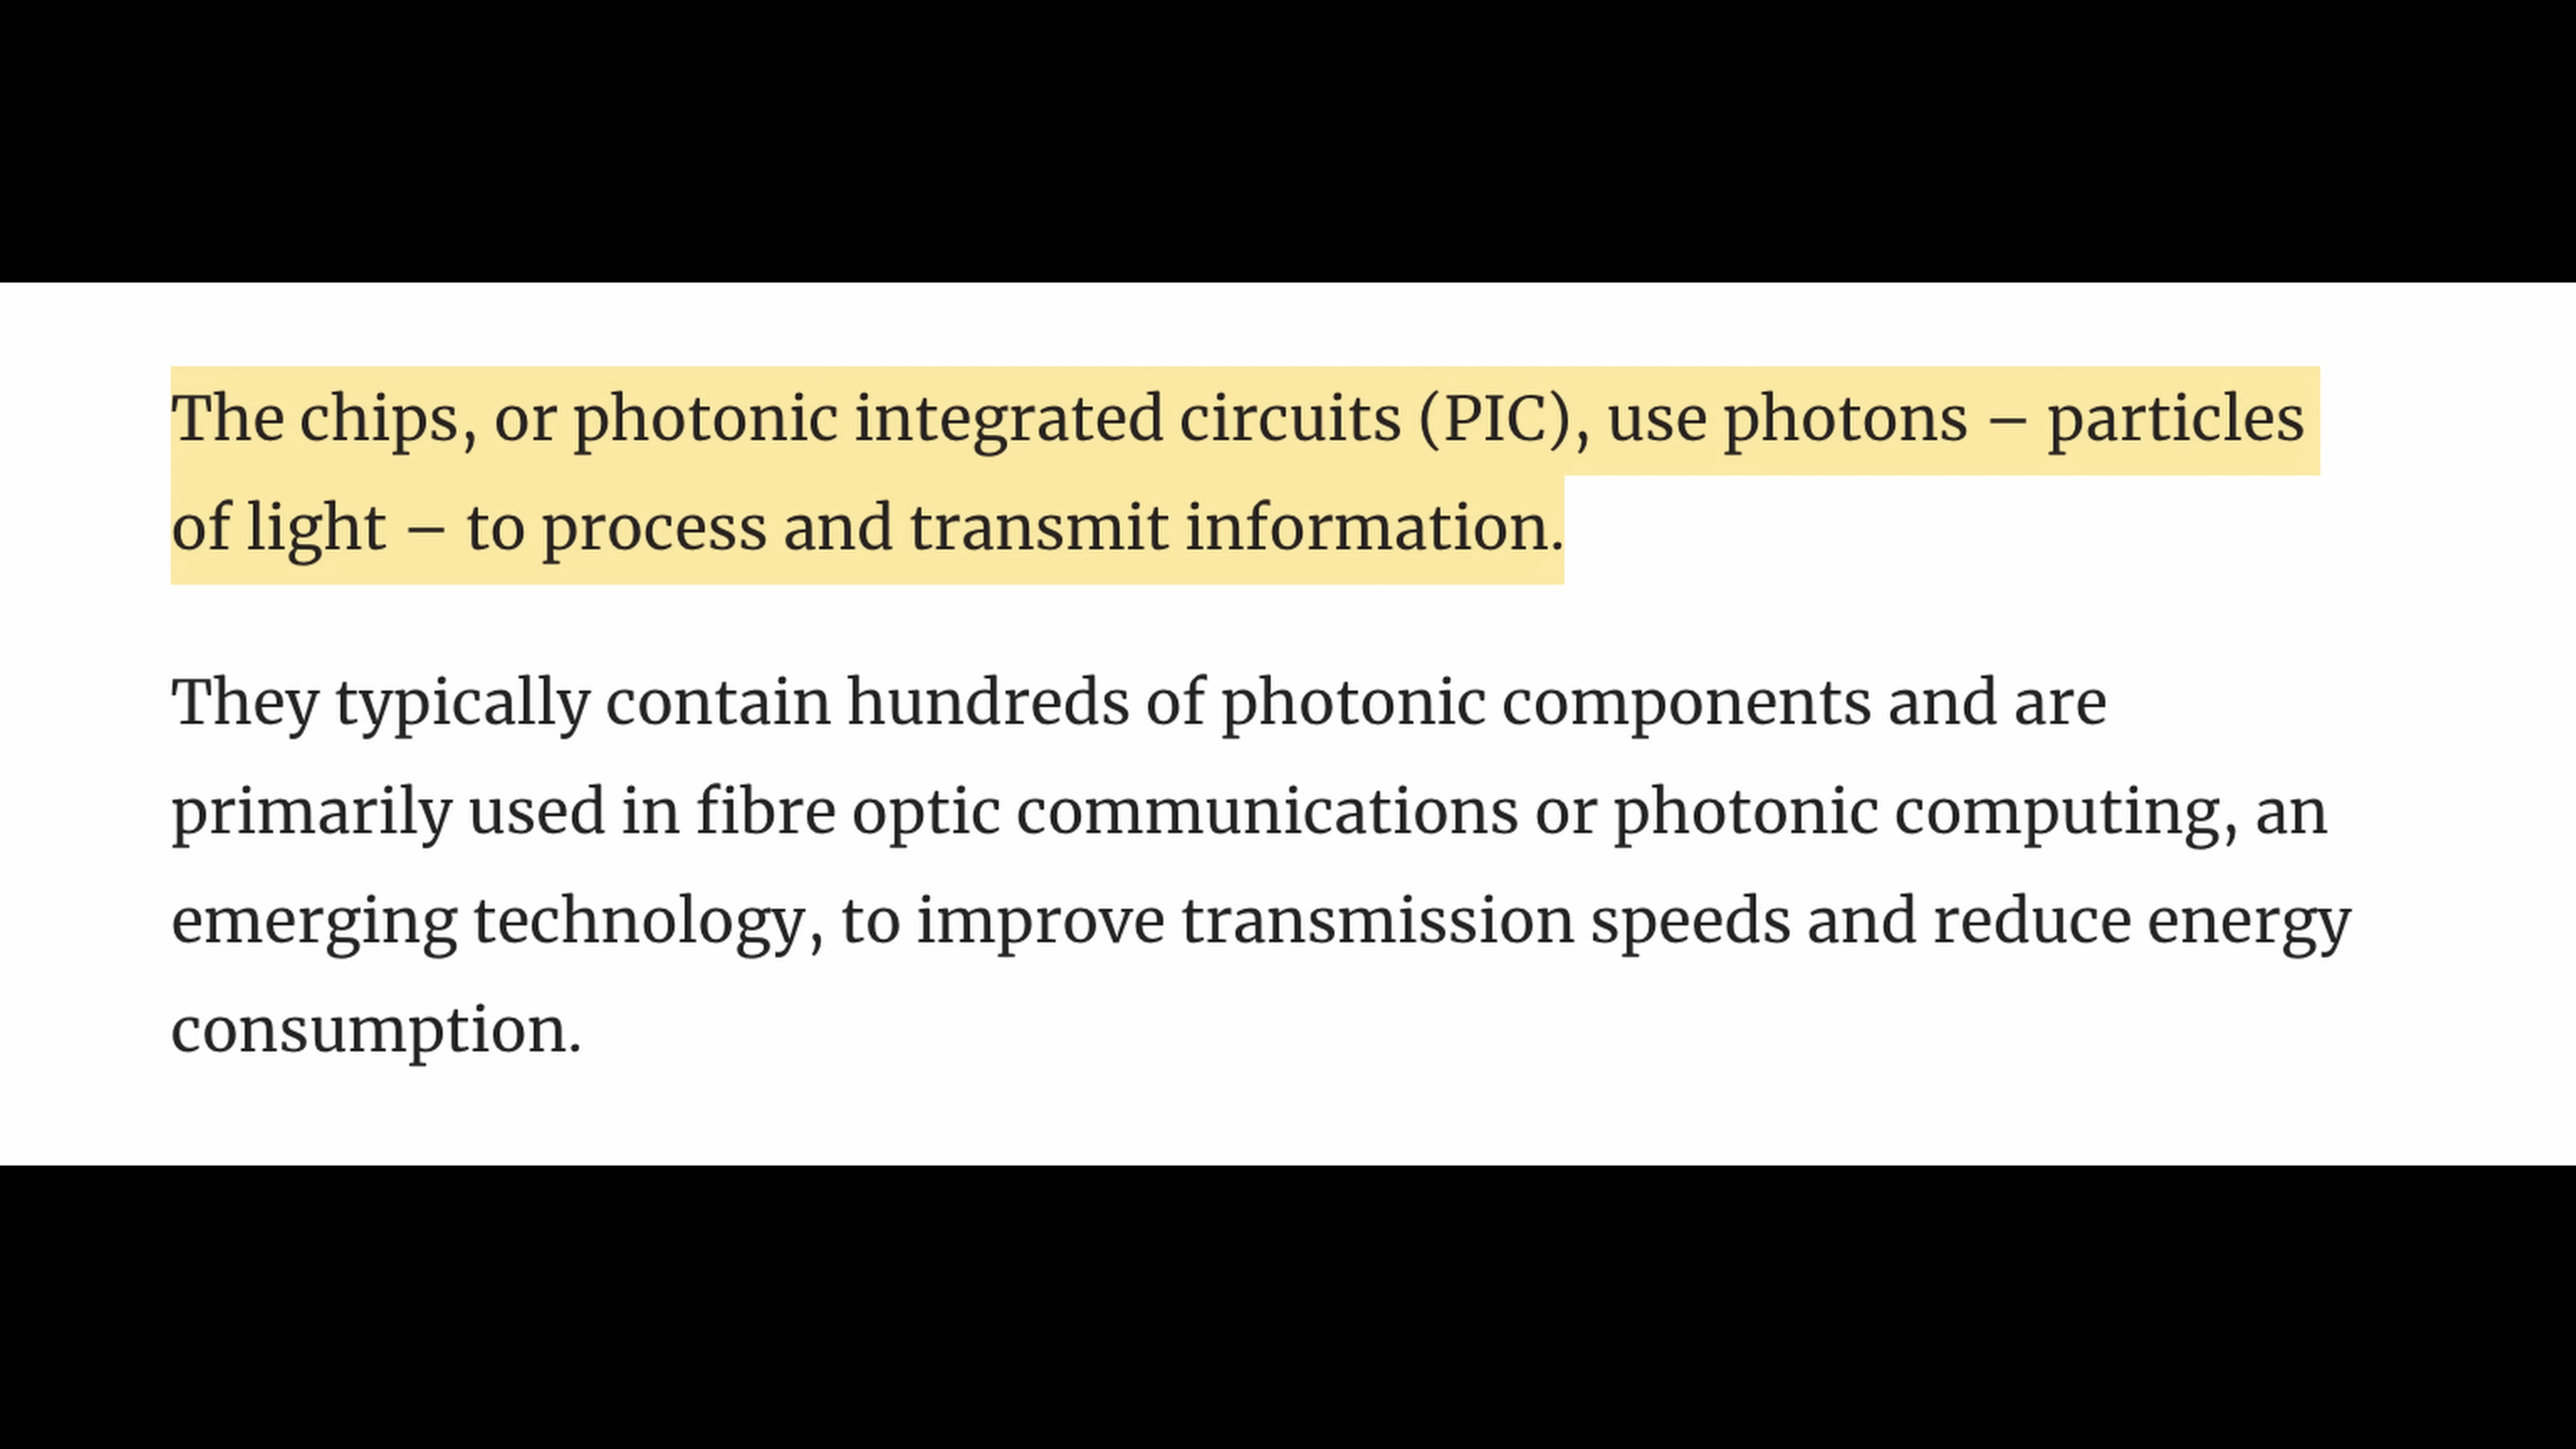 The chips, or photonic integrated circuits (PIC), use photons – particles
of light – to process and transmit information.
They typically contain hundreds of photonic components and are
primarily used in fibre optic communications or photonic computing, an
emerging technology, to improve transmission speeds and reduce energy
consumption.